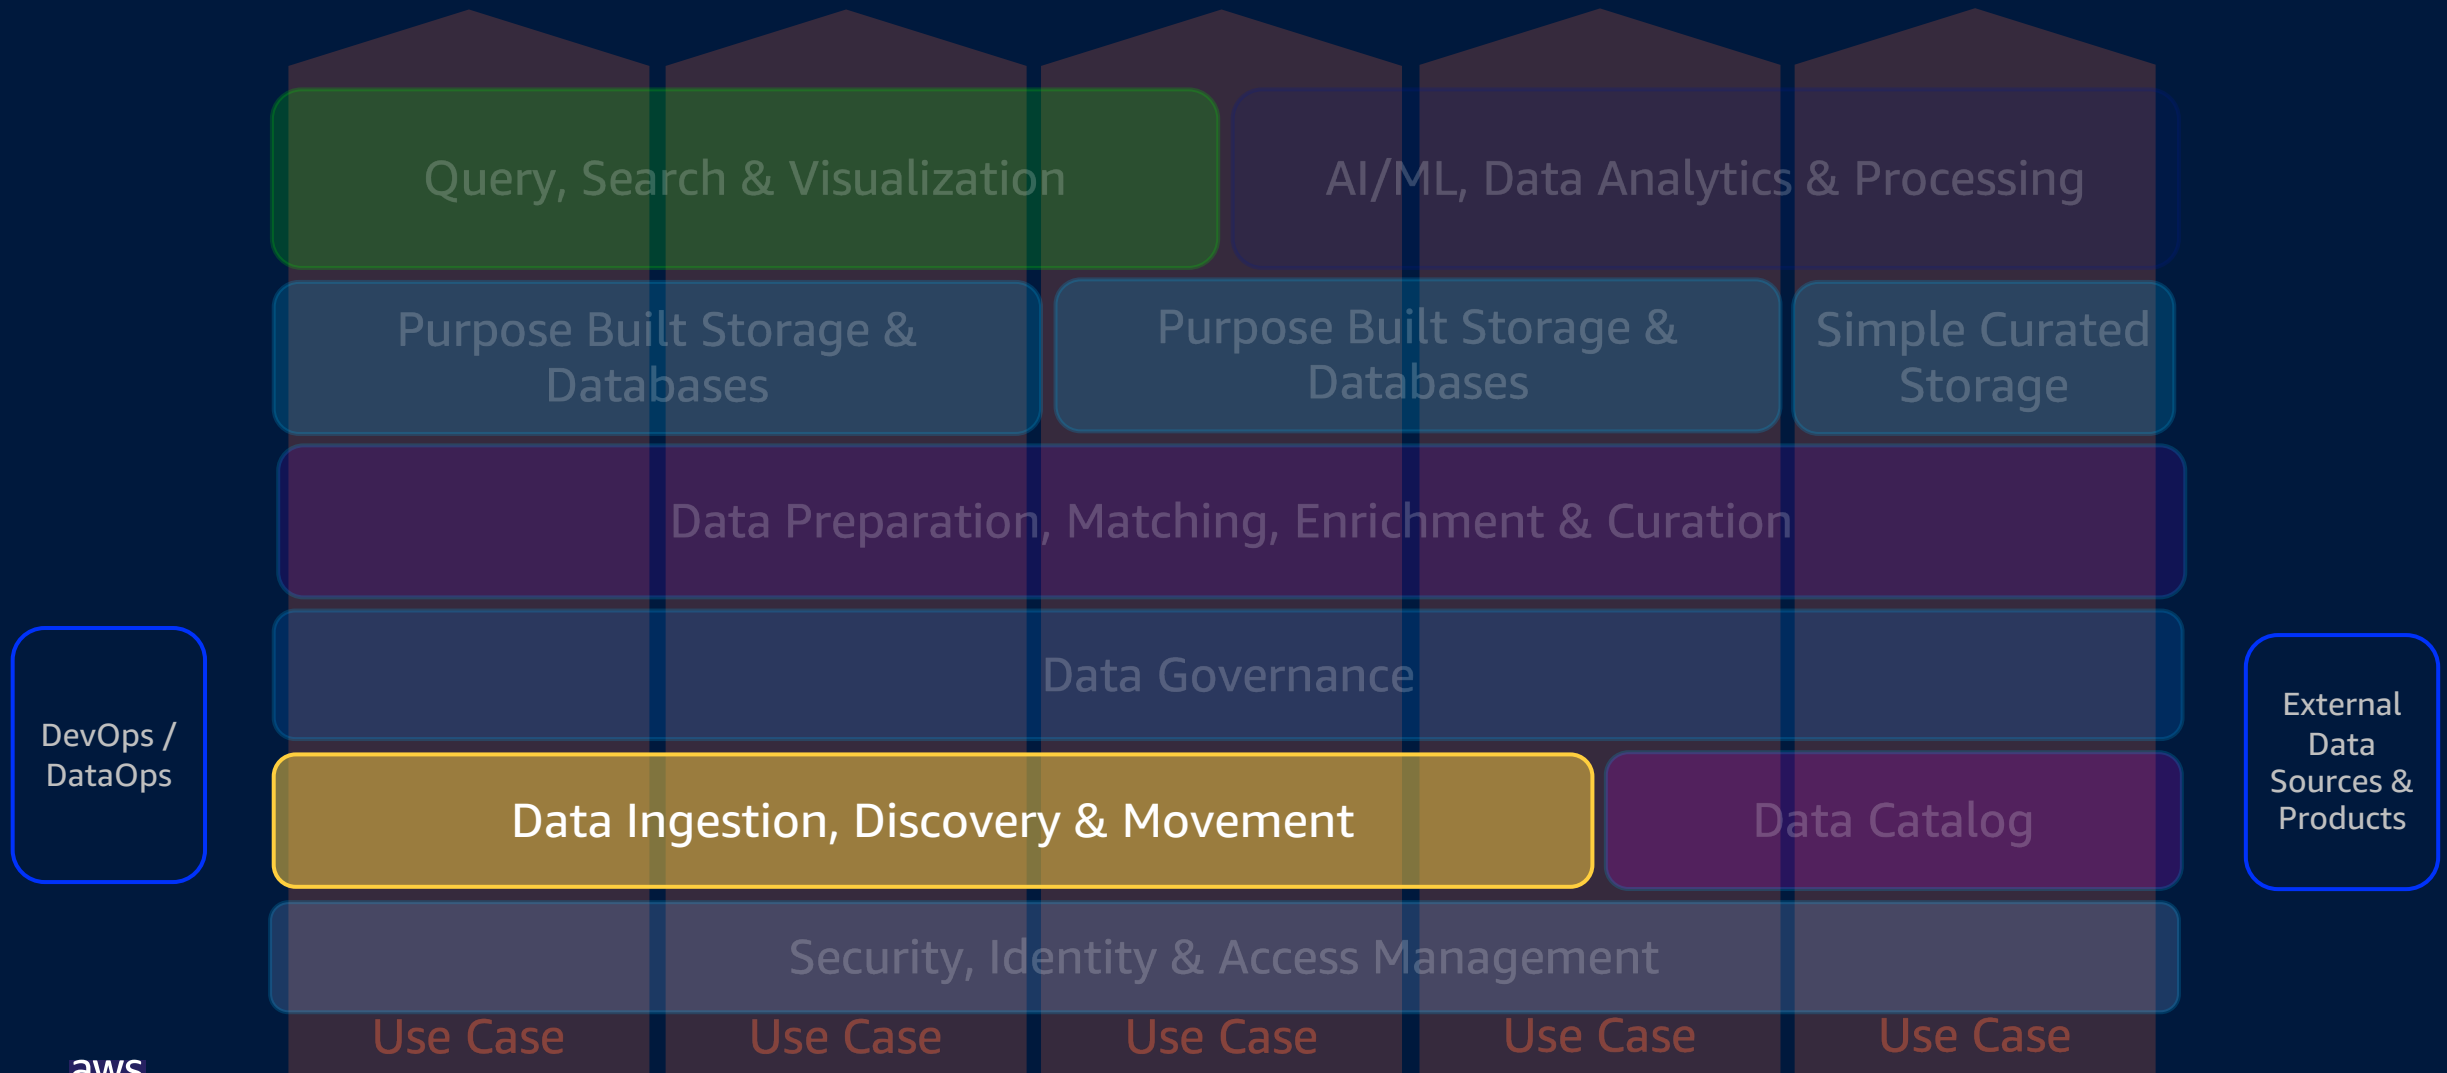 Query, Search & Visualization
AI/ML, Data Analytics & Processing
Purpose Built Storage &
Databases
Purpose Built Storage &
Databases
Simple Curated
Storage
Data Preparation, Matching, Enrichment & Curation
Data Governance
DevOps /
DataOps
External
Data
Sources &
Products
Data Ingestion, Discovery & Movement
Data Catalog
Security, Identity & Access Management
Use Case
Use Case
Use Case
Use Case
Use Case
aws